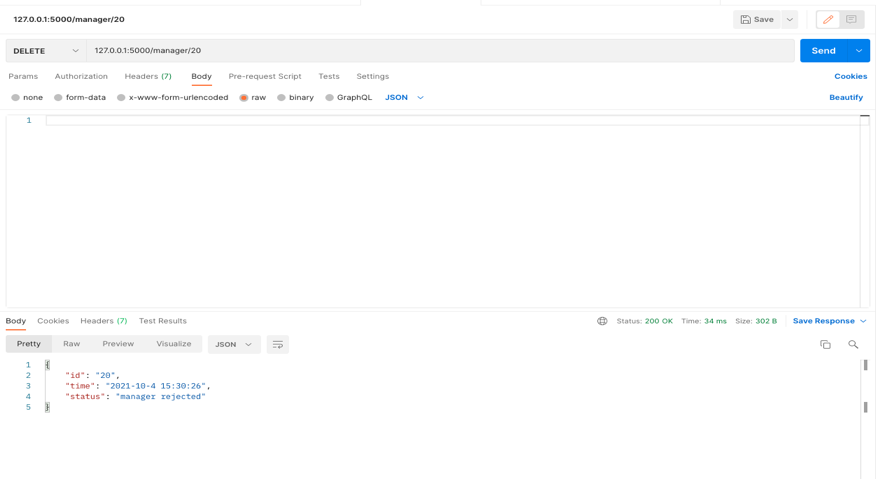 127.0.0.1:5000/manager/20 Save
DELETE 127.0.0.1:5000/manager/20 Send
Params Authorization Headers (7) Body Pre-request Script Tests Settings Cookies
none form-data x-www-form-urlencoded raw binary GraphQL JSON Beautify
1
Body Cookies Headers (7) Test Results Status: 200 OK Time: 34 ms Size: 302 B Save Response
Pretty Raw Preview Visualize JSON
1 {
2 "id": "20",
3 "time": "2021-10-4 15:30:26",
4 "status": "manager rejected"
5 }